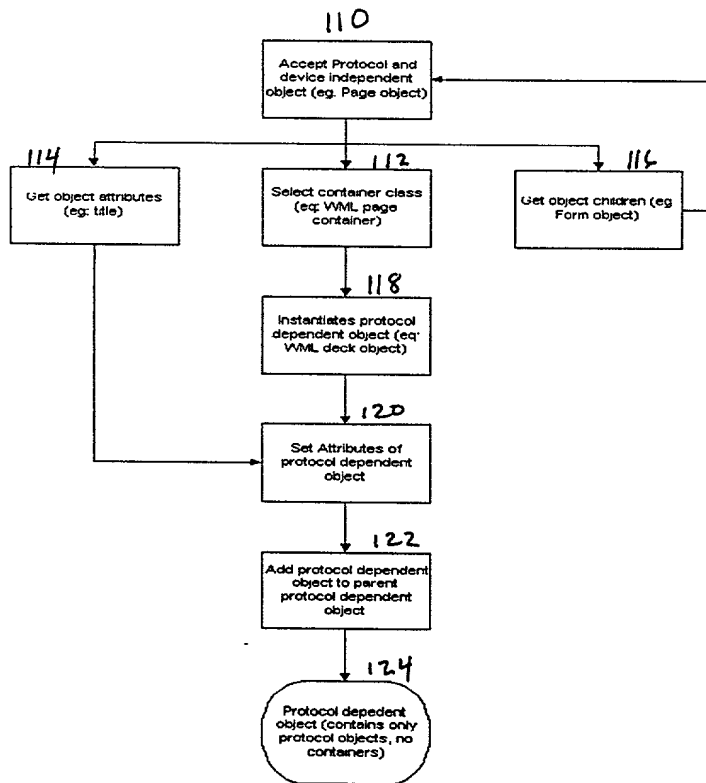 110
Accept Protocol and
device independent
object (eg. Page object)
114
Get object attributes
(eg: title)
112
Select container class
(eq: WML page
container)
116
Get object children (eg
Form object)
118
Instantiates protocol
dependent object (eq:
WML deck object)
120
Set Attributes of
protocol dependent
object
122
Add protocol dependent
object to parent
protocol dependent
object
124
Protocol depedent
object (contains only
protocol objects, no
containers)